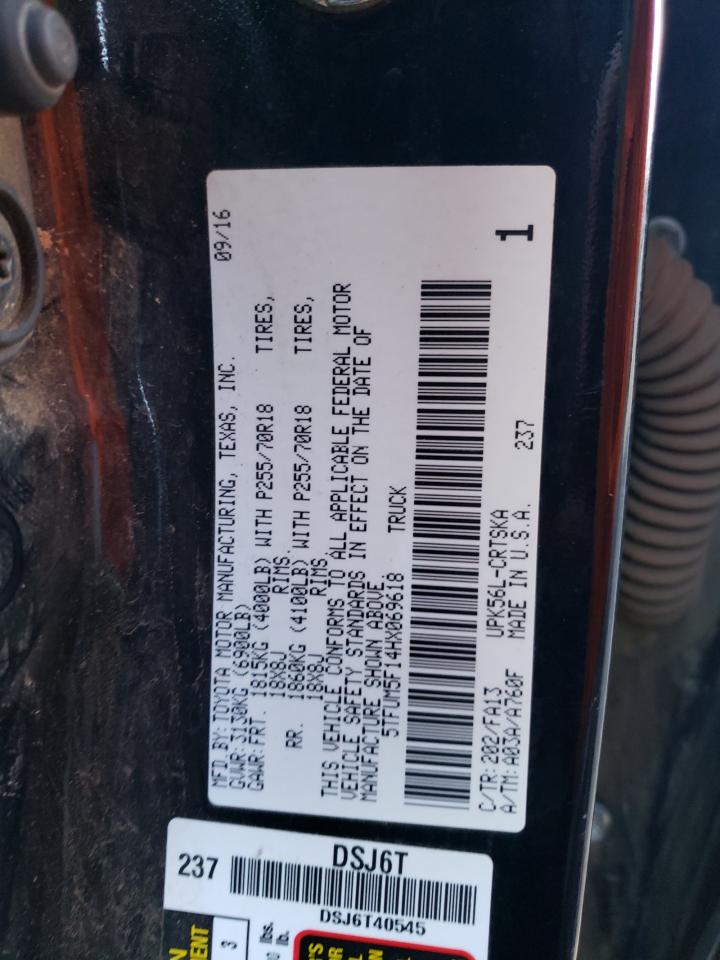 MFD BY: TOYOTA MOTOR MANUFACTURING, TEXAS, INC. 09/16
GVWR: 3130KG (6900LB)
GAWR: FRT. 1815KG (4000LB) WITH P255/70R18 TIRES,
18X8J RIMS.
RR. 1860KG (4100LB) WITH P255/70R18 TIRES,
18X8J RIMS
THIS VEHICLE CONFORMS TO ALL APPLICABLE FEDERAL MOTOR
VEHICLE SAFETY STANDARDS IN EFFECT ON THE DATE OF
MANUFACTURE SHOWN ABOVE.
5TFUM5F14HX069618 TRUCK
C/TR: 202/FA13 UPK56L-CRTSKA
A/TM: A03A/A760F MADE IN U.S.A. 237
1
237
DSJ6T
DSJ6T40545
3
lbs.
lb.